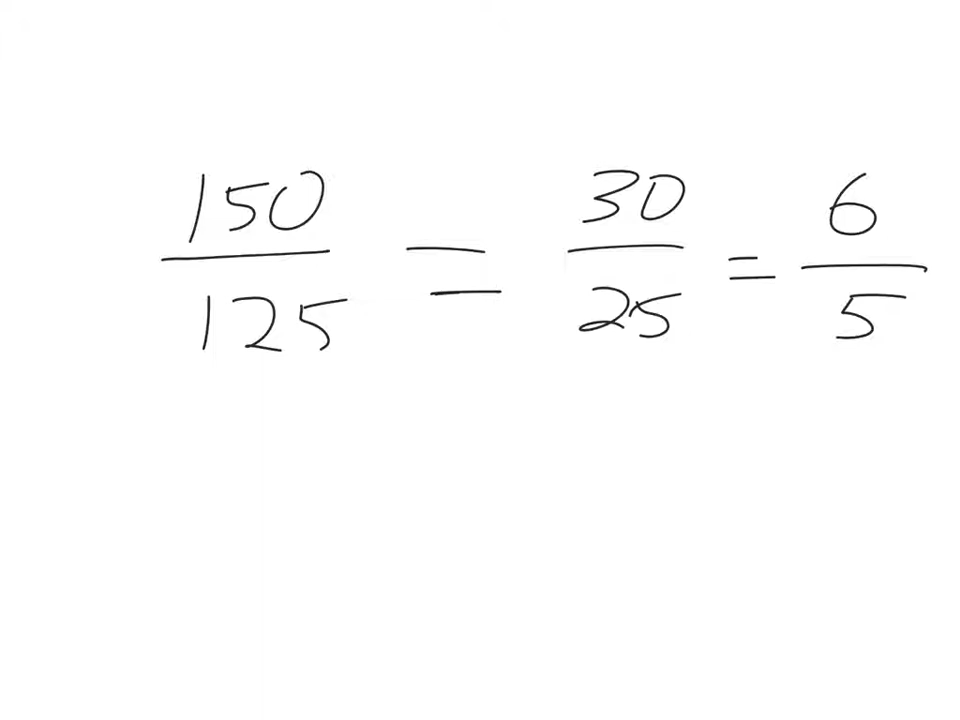 150/125 = 30/25 = 6/5